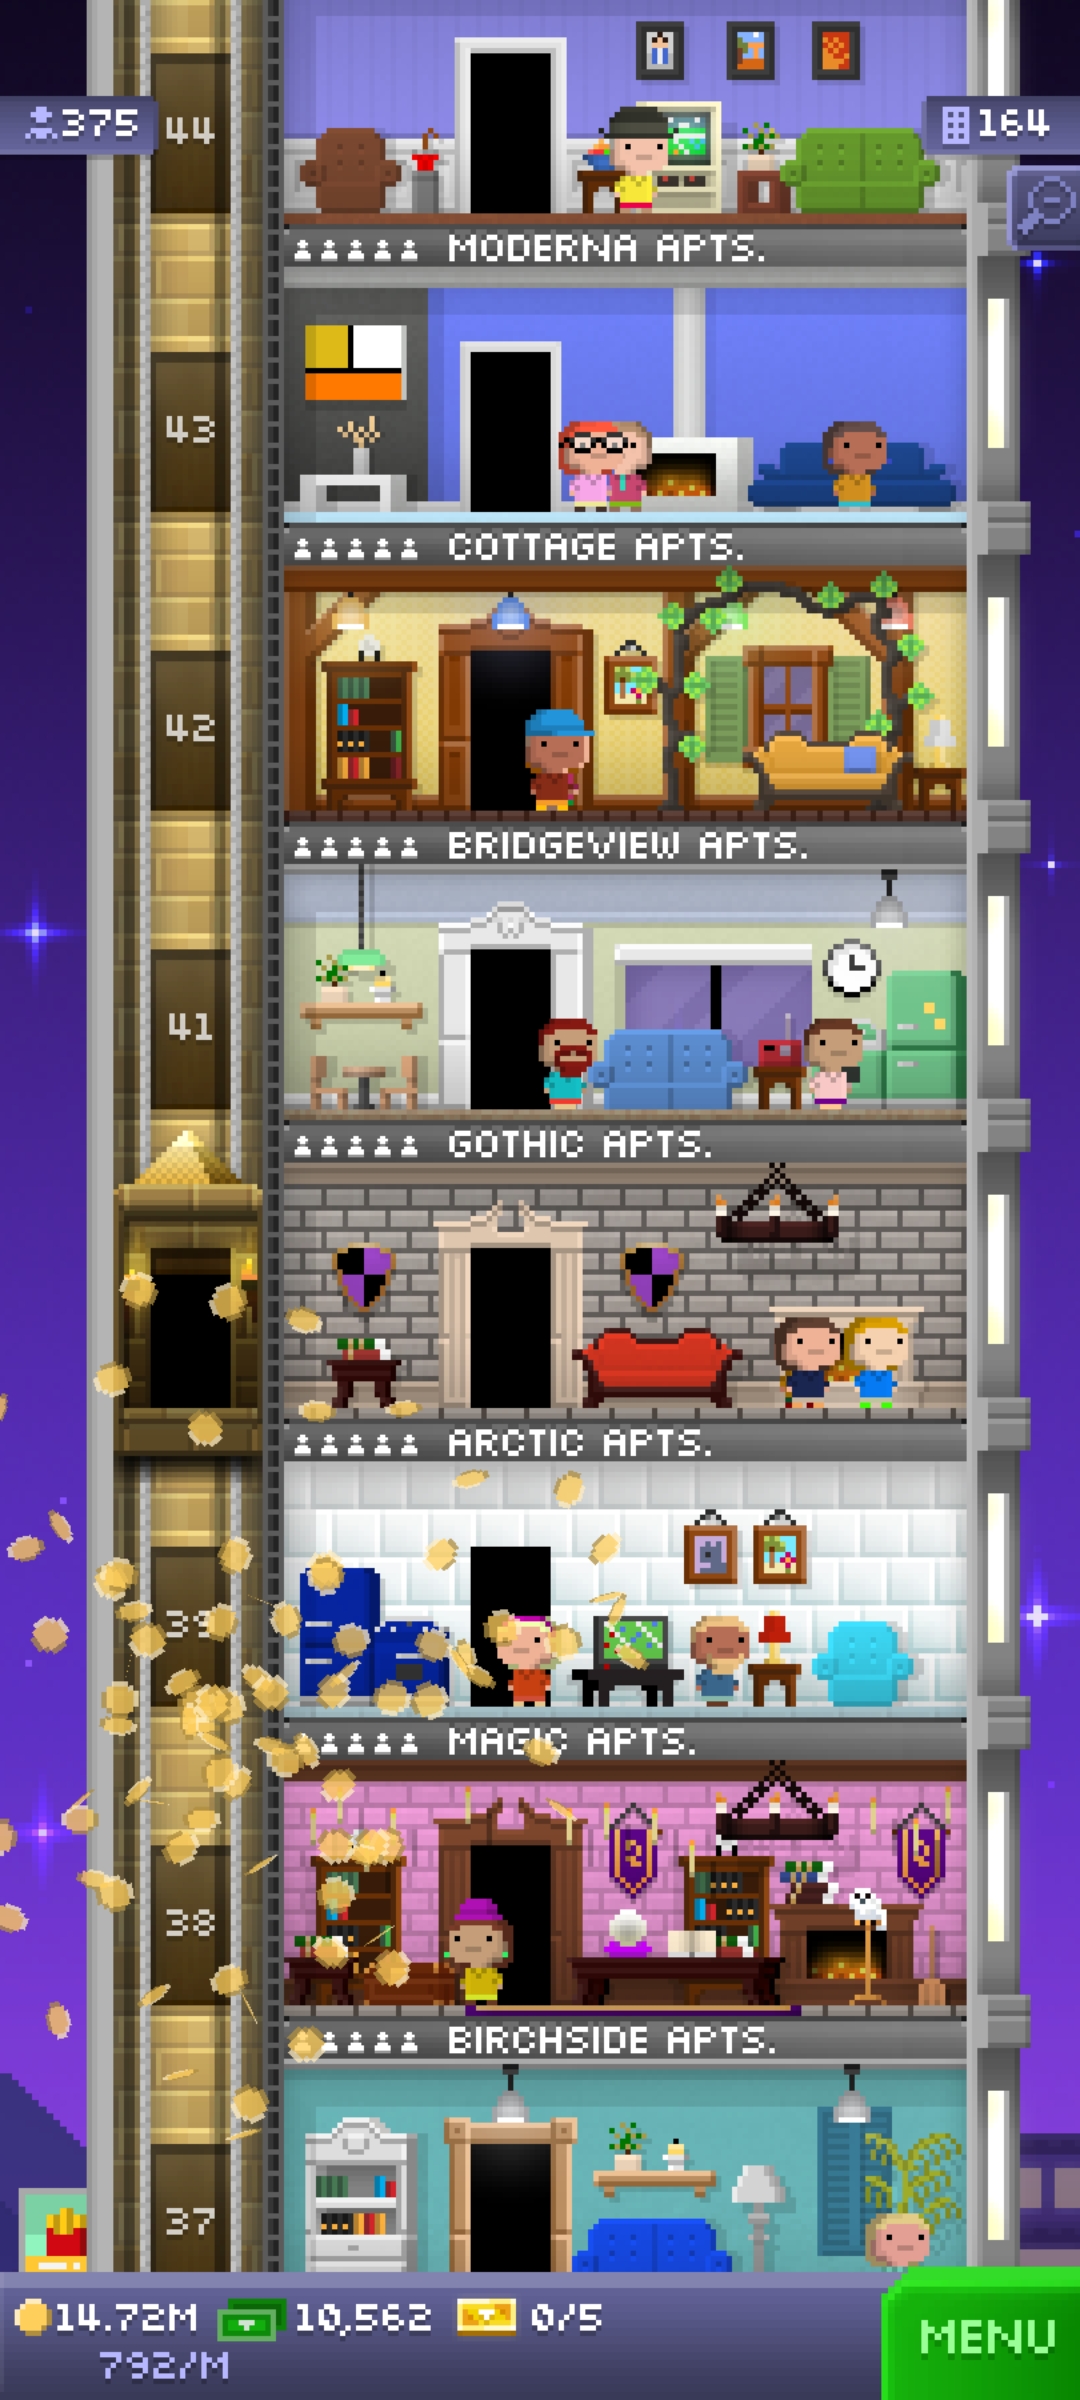 375
44
164
MODERNA APTS.
43
COTTAGE APTS.
42
BRIDGEVIEW APTS.
41
GOTHIC APTS.
ARCTIC APTS.
39
MAGIC APTS.
38
BIRCHSIDE APTS.
37
14.72M 10,562 0/5
792/M
MENU